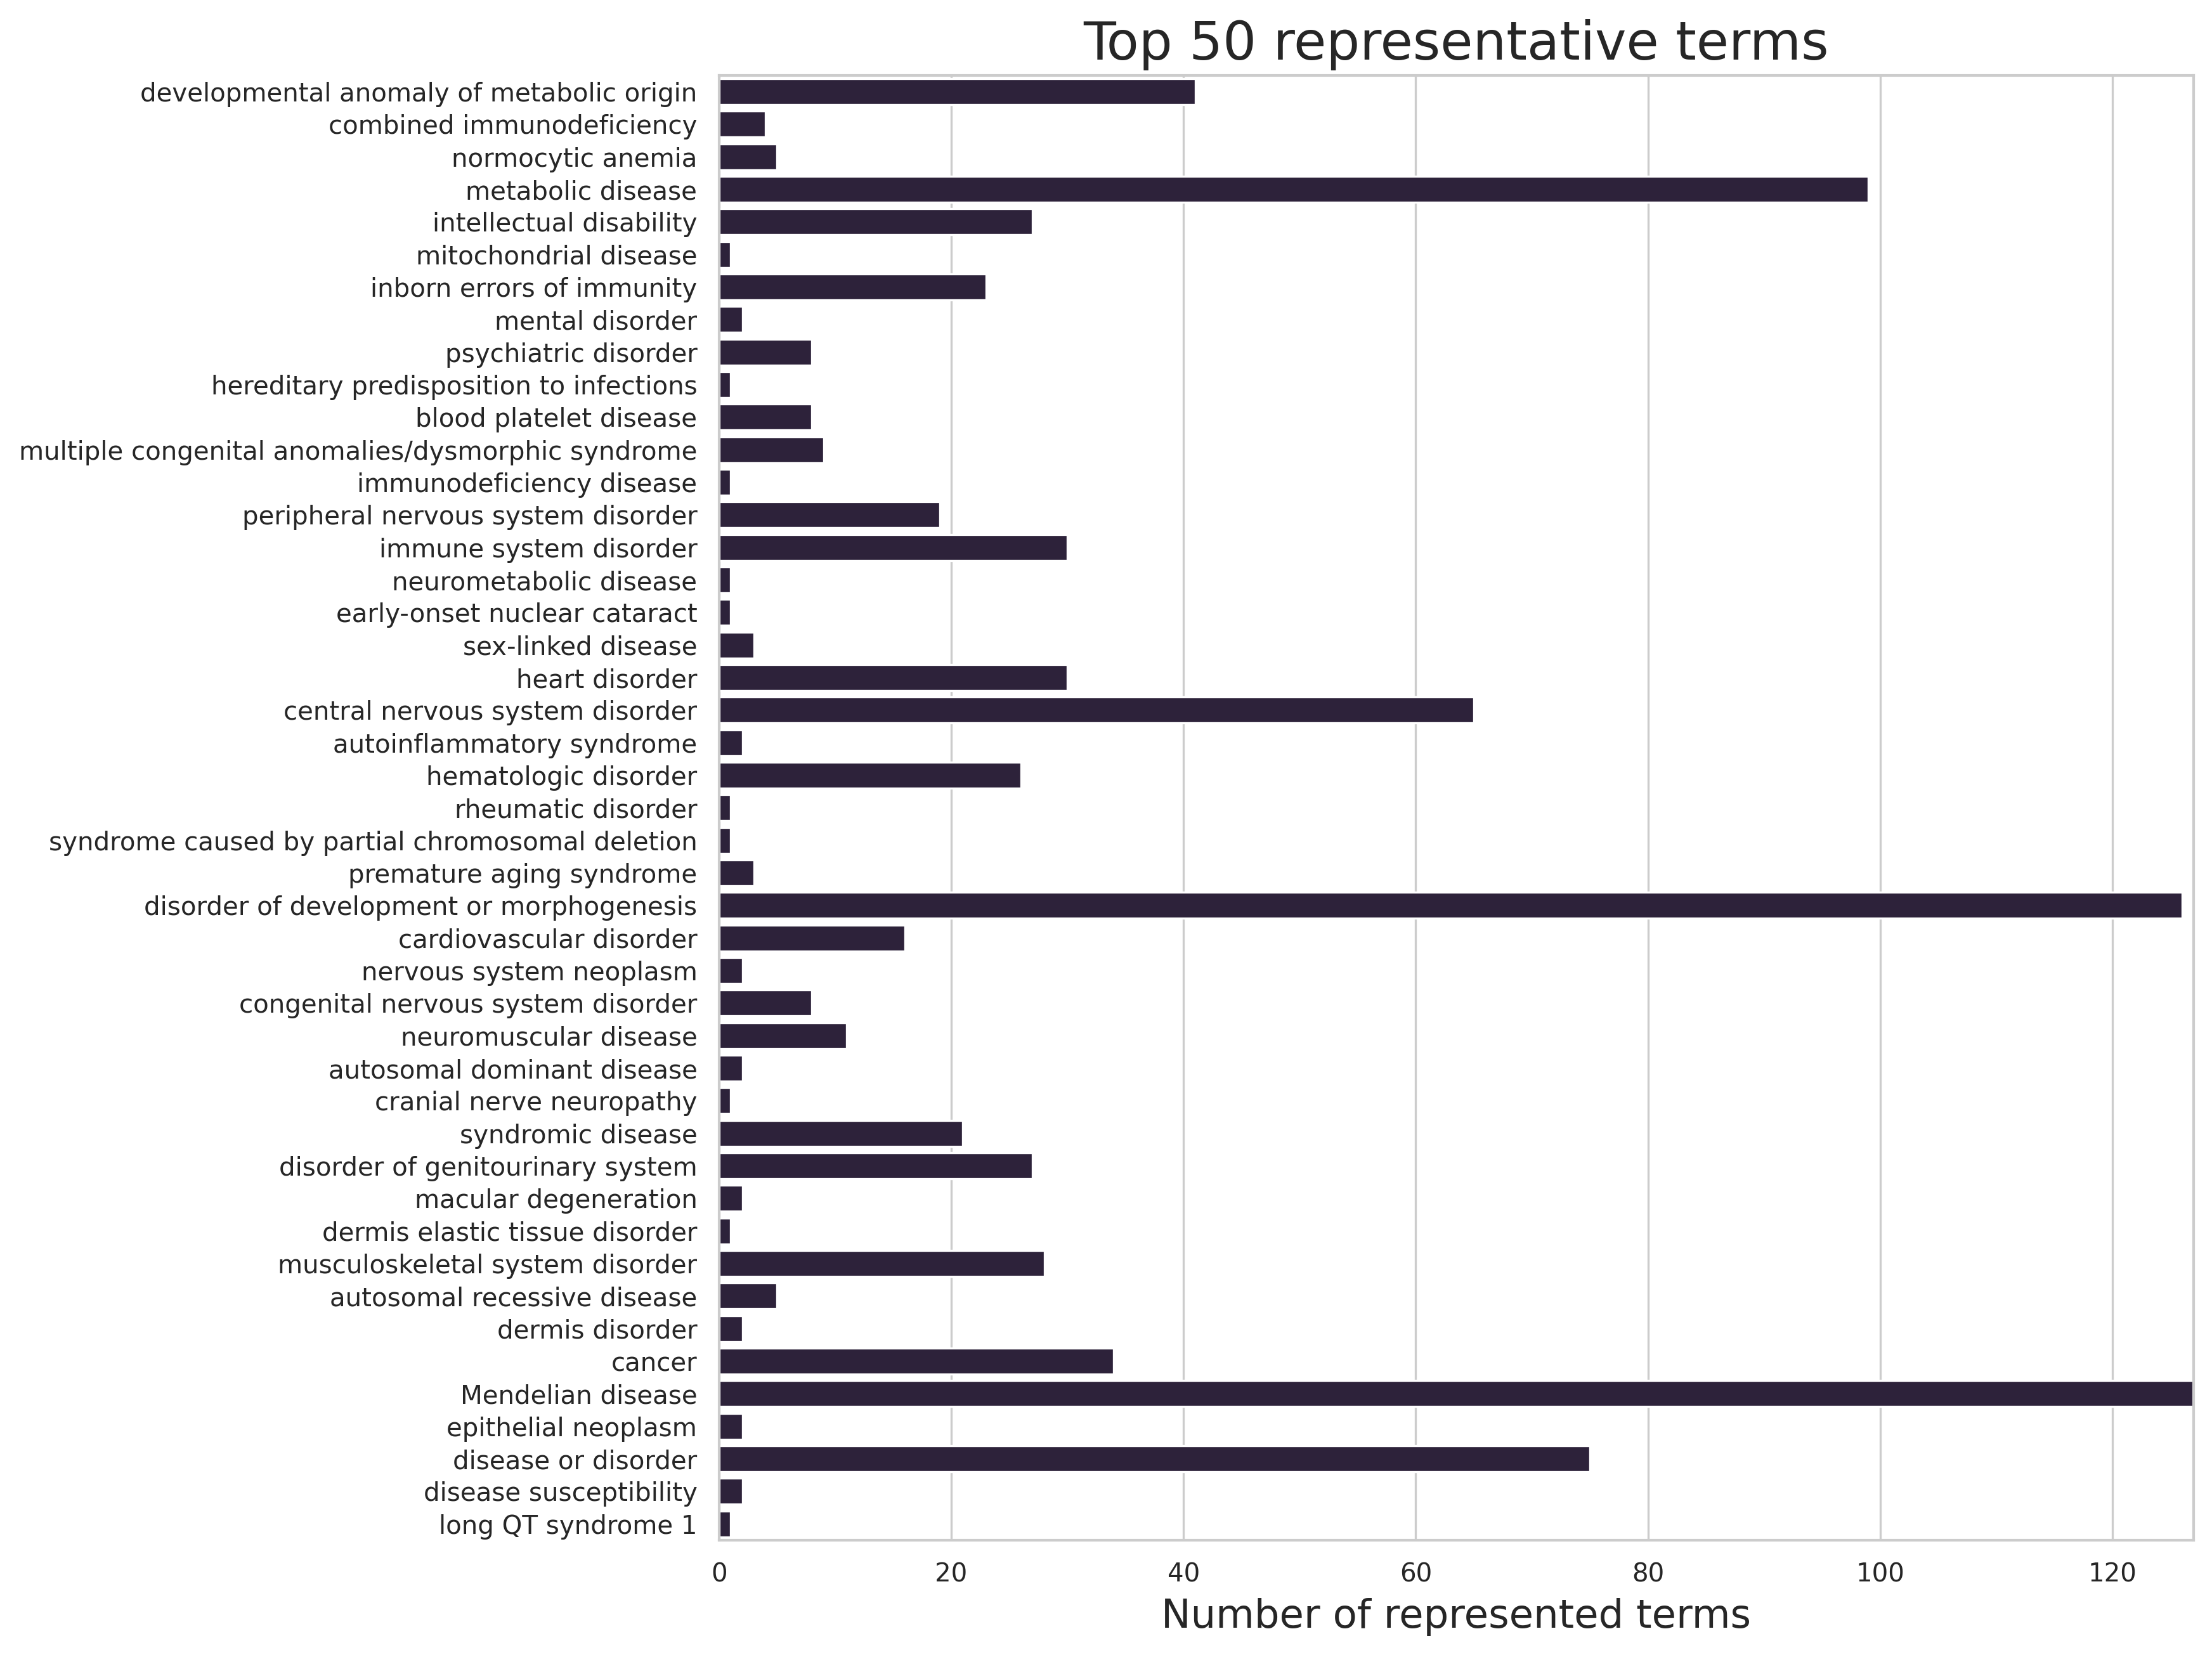 Top 50 representative terms
developmental anomaly of metabolic origin
combined immunodeficiency
normocytic anemia
metabolic disease
intellectual disability
mitochondrial disease
inborn errors of immunity
mental disorder
psychiatric disorder
hereditary predisposition to infections
blood platelet disease
multiple congenital anomalies/dysmorphic syndrome
immunodeficiency disease
peripheral nervous system disorder
immune system disorder
neurometabolic disease
early-onset nuclear cataract
sex-linked disease
heart disorder
central nervous system disorder
autoinflammatory syndrome
hematologic disorder
rheumatic disorder
syndrome caused by partial chromosomal deletion
premature aging syndrome
disorder of development or morphogenesis
cardiovascular disorder
nervous system neoplasm
congenital nervous system disorder
neuromuscular disease
autosomal dominant disease
cranial nerve neuropathy
syndromic disease
disorder of genitourinary system
macular degeneration
dermis elastic tissue disorder
musculoskeletal system disorder
autosomal recessive disease
dermis disorder
cancer
Mendelian disease
epithelial neoplasm
disease or disorder
disease susceptibility
long QT syndrome 1
0 20 40 60 80 100 120
Number of represented terms